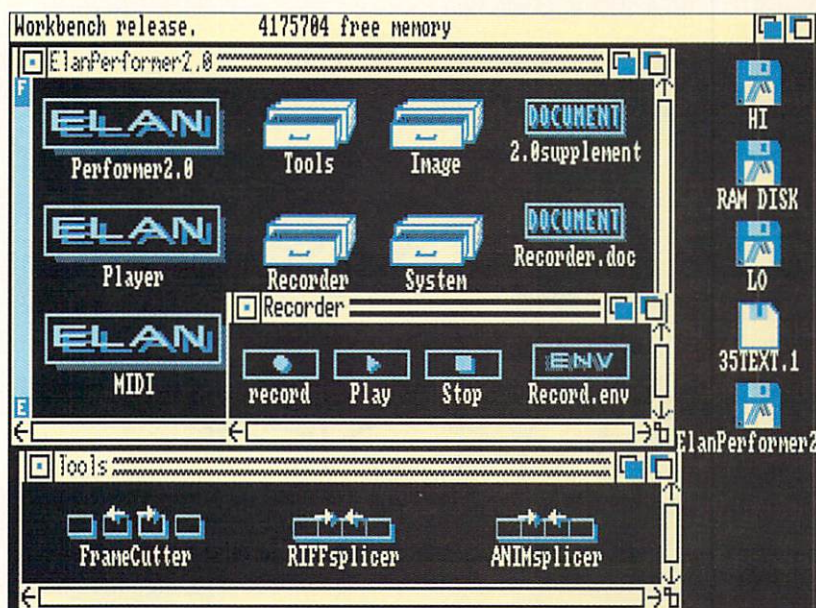 Workbench release. 4175704 free memory
ElanPerformer2.0
F
ELAN
Performer2.0
Tools
Image
DOCUMENT
2.0supplement
HI
RAM DISK
ELAN
Player
Recorder
System
DOCUMENT
Recorder.doc
LO
Recorder
ELAN
MIDI
record
Play
Stop
ENV
Record.env
35TEXT.1
E
ElanPerformer2
Tools
FrameCutter
RIFFsplicer
ANIMsplicer